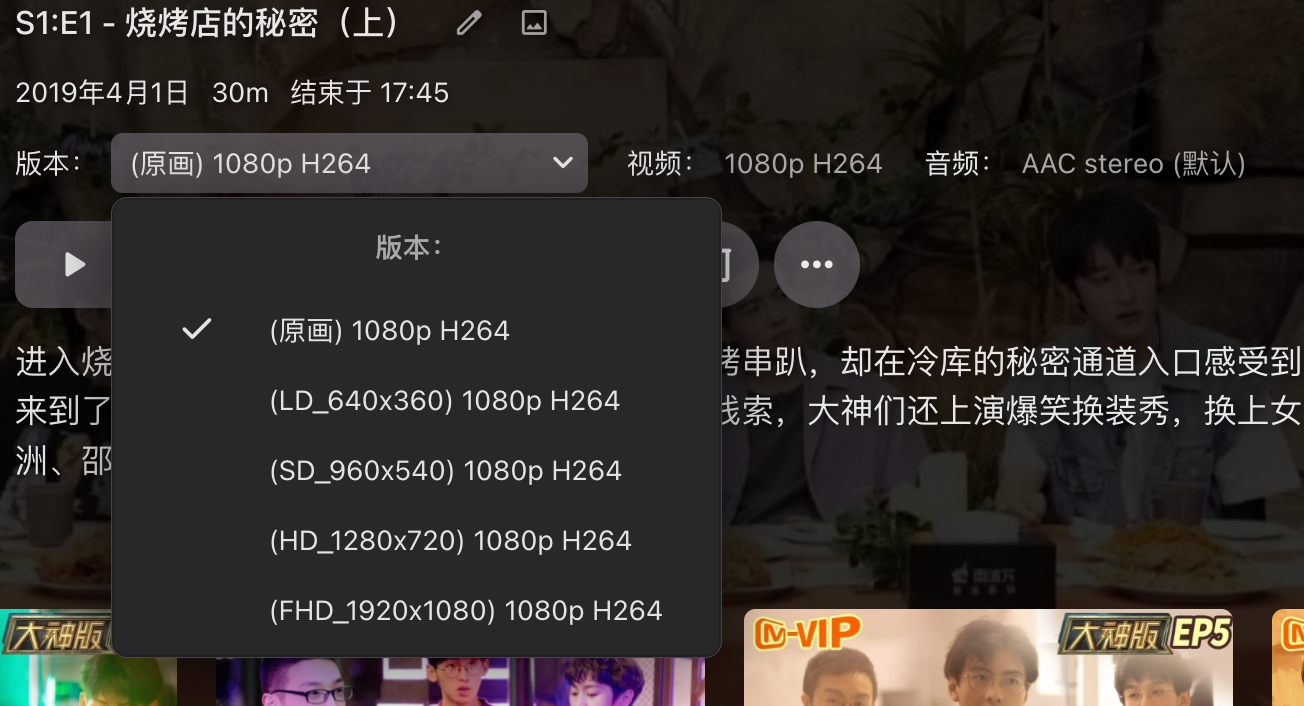 S1:E1 - 烧烤店的秘密（上）
2019年4月1日 30m 结束于 17:45
版本： (原画) 1080p H264 视频： 1080p H264 音频： AAC stereo (默认)
版本：
(原画) 1080p H264
(LD_640x360) 1080p H264
(SD_960x540) 1080p H264
(HD_1280x720) 1080p H264
(FHD_1920x1080) 1080p H264
进入烧 串趴，却在冷库的秘密通道入口感受到
来到了 索，大神们还上演爆笑换装秀，换上女
洲、邵
大神版
M-VIP 大神版 EP5